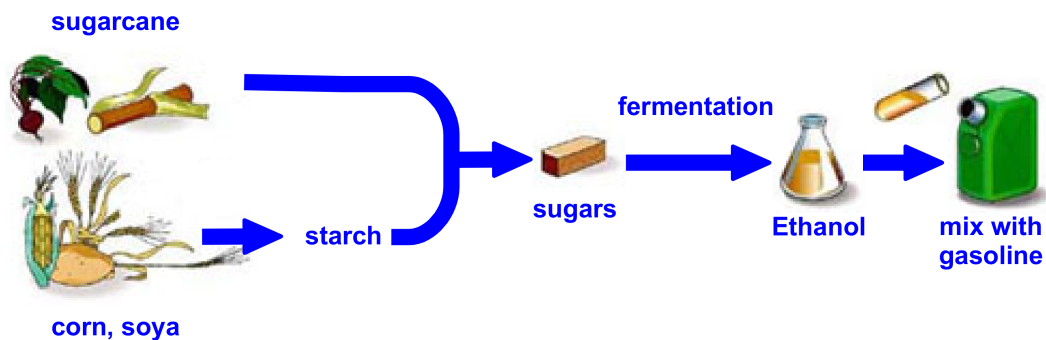 sugarcane
fermentation
starch
sugars
Ethanol
mix with
gasoline
corn, soya